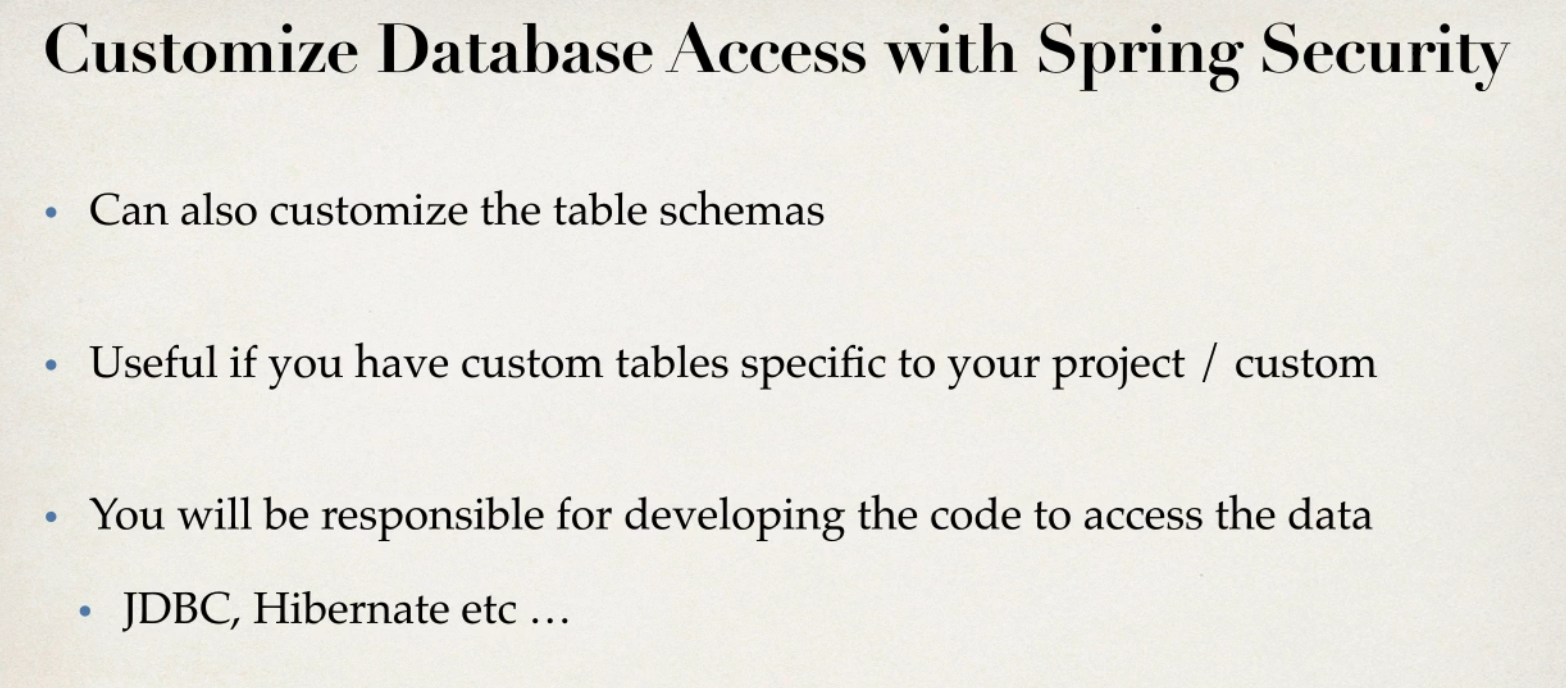 Customize Database Access with Spring Security
• Can also customize the table schemas
• Useful if you have custom tables specific to your project / custom
• You will be responsible for developing the code to access the data
• JDBC, Hibernate etc …